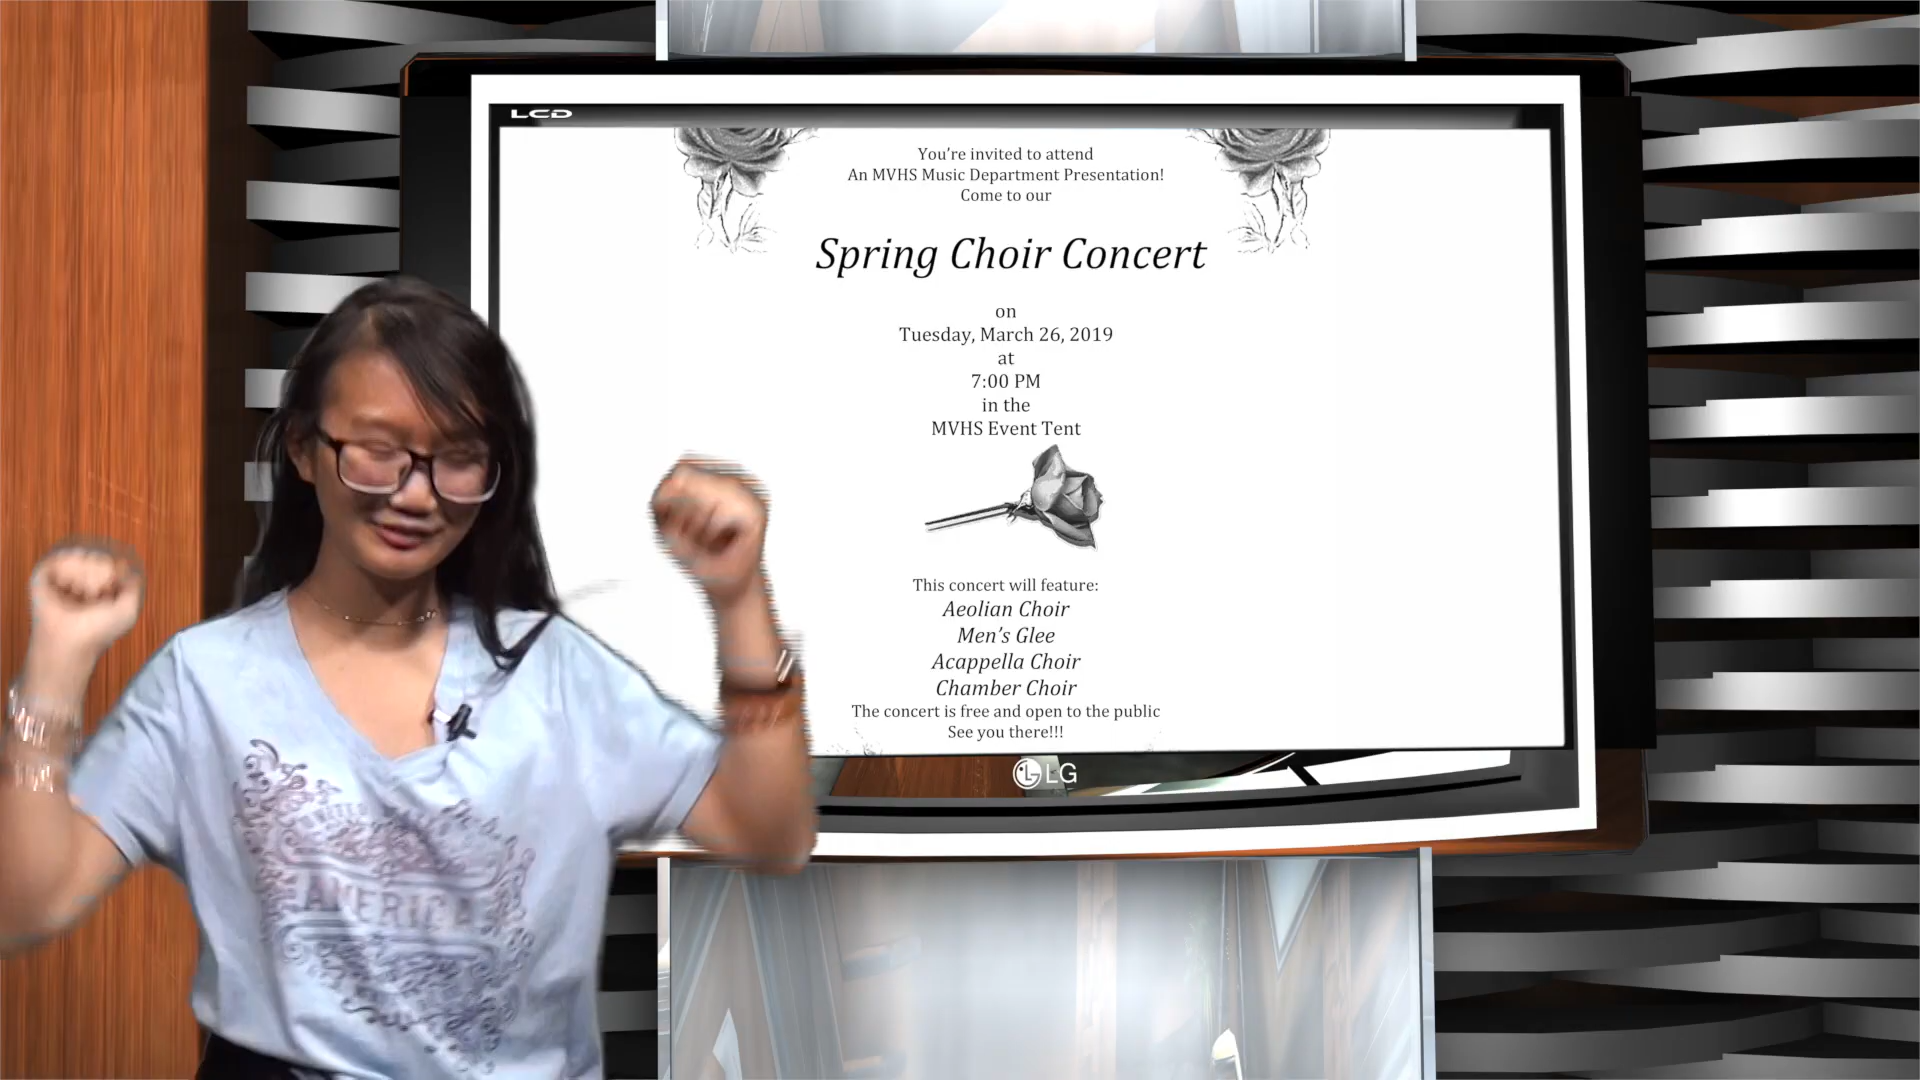 LCD
You're invited to attend
An MVHS Music Department Presentation!
Come to our
Spring Choir Concert
on
Tuesday, March 26, 2019
at
7:00 PM
in the
MVHS Event Tent
This concert will feature:
Aeolian Choir
Men's Glee
Acappella Choir
Chamber Choir
The concert is free and open to the public
See you there!!!
LG
AMERICA